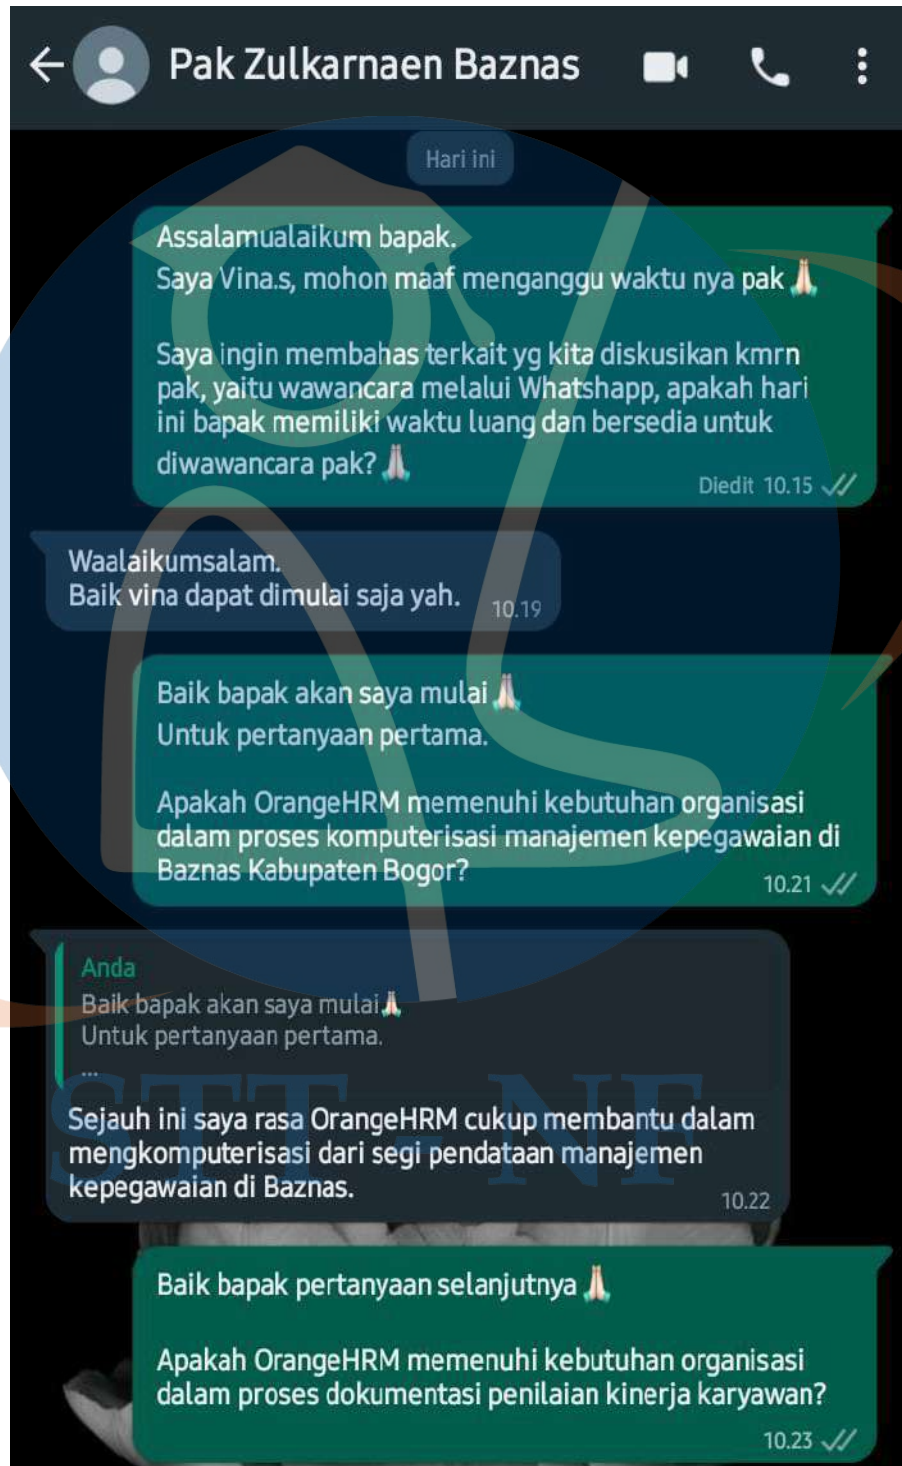 Pak Zulkarnaen Baznas
Hari ini
Assalamualaikum bapak.
Saya Vina.s, mohon maaf menganggu waktu nya pak 🙏🏻
Saya ingin membahas terkait yg kita diskusikan kmrn
pak, yaitu wawancara melalui Whatshapp, apakah hari
ini bapak memiliki waktu luang dan bersedia untuk
diwawancara pak? 🙏🏻
Diedit 10.15
Waalaikumsalam.
Baik vina dapat dimulai saja yah.
10.19
Baik bapak akan saya mulai 🙏🏻
Untuk pertanyaan pertama.
Apakah OrangeHRM memenuhi kebutuhan organisasi
dalam proses komputerisasi manajemen kepegawaian di
Baznas Kabupaten Bogor?
10.21
Anda
Baik bapak akan saya mulai🙏🏻
Untuk pertanyaan pertama.
...
Sejauh ini saya rasa OrangeHRM cukup membantu dalam
mengkomputerisasi dari segi pendataan manajemen
kepegawaian di Baznas.
10.22
STT - NF
Baik bapak pertanyaan selanjutnya 🙏🏻
Apakah OrangeHRM memenuhi kebutuhan organisasi
dalam proses dokumentasi penilaian kinerja karyawan?
10.23